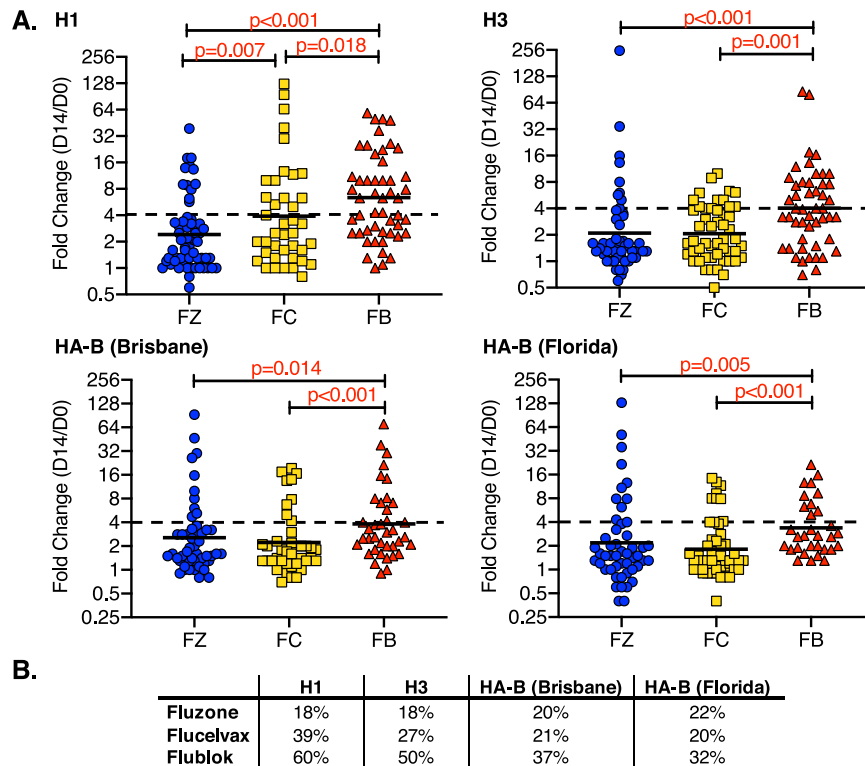 A.
H1
p<0.001
p=0.007
p=0.018
Fold Change (D14/D0)
256
128
64
32
16
8
4
2
1
0.5
FZ
FC
FB
H3
p<0.001
p=0.001
Fold Change (D14/D0)
256
128
64
32
16
8
4
2
1
0.5
FZ
FC
FB
HA-B (Brisbane)
p=0.014
p<0.001
Fold Change (D14/D0)
256
128
64
32
16
8
4
2
1
0.5
0.25
FZ
FC
FB
HA-B (Florida)
p=0.005
p<0.001
Fold Change (D14/D0)
256
128
64
32
16
8
4
2
1
0.5
0.25
FZ
FC
FB
B.
H1 H3 HA-B (Brisbane) HA-B (Florida)
Fluzone 18% 18% 20% 22%
Flucelvax 39% 27% 21% 20%
Flublok 60% 50% 37% 32%